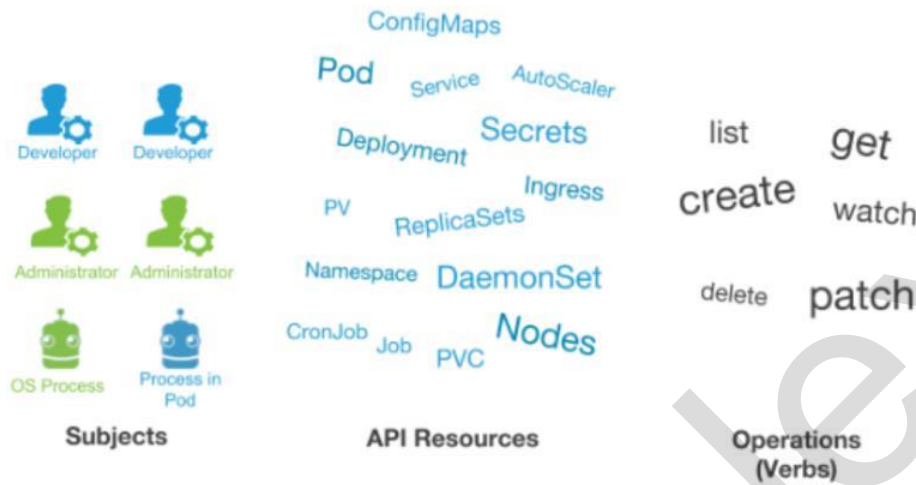 ConfigMaps
Pod
Service
AutoScaler
Developer
Developer
Deployment
Secrets
list
get
Ingress
create
watch
PV
ReplicaSets
Administrator
Administrator
Namespace
DaemonSet
delete
patch
CronJob
Job
PVC
Nodes
OS Process
Process in
Pod
Subjects
API Resources
Operations
(Verbs)